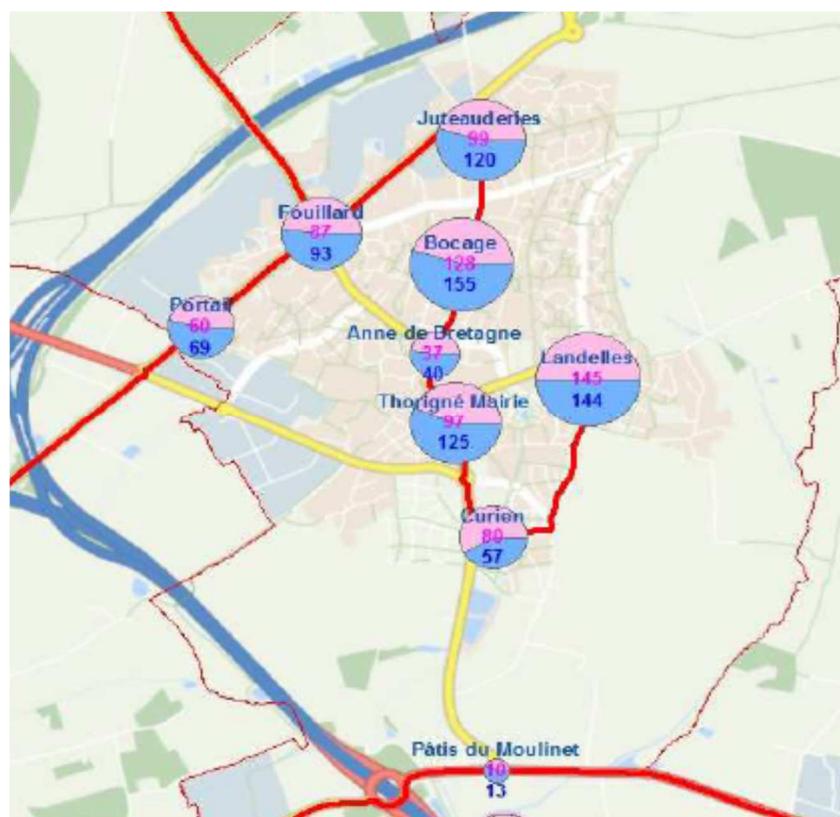 Juteauderies
99
120
Fouillard
87
93
Bocage
128
155
Portail
60
69
Anne de Bretagne
37
40
Landelles
145
144
Thorigné Mairie
97
125
Curien
80
57
Pâtis du Moulinet
10
13